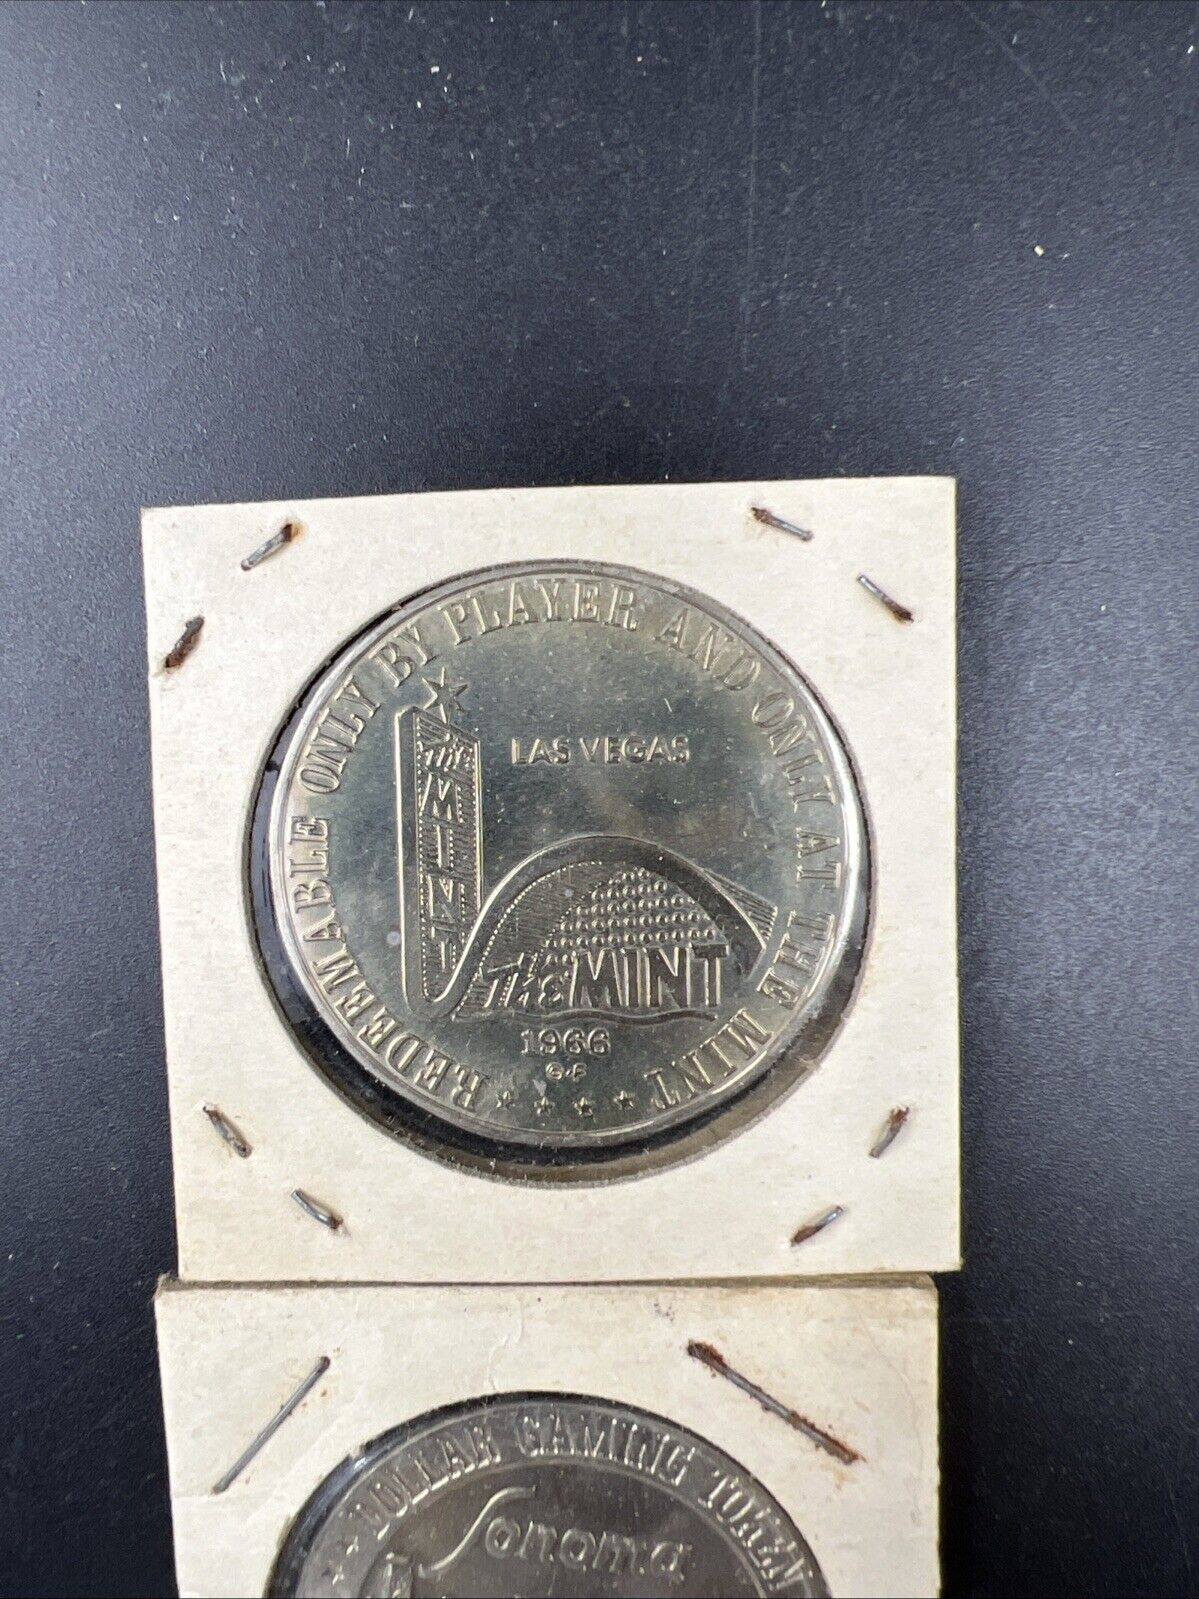 REDEEMABLE ONLY BY PLAYER AND ONLY AT THE MINT
LAS VEGAS
The
MINT
The MINT
1966
G·F
DOLLAR GAMING TOKEN
Sonoma